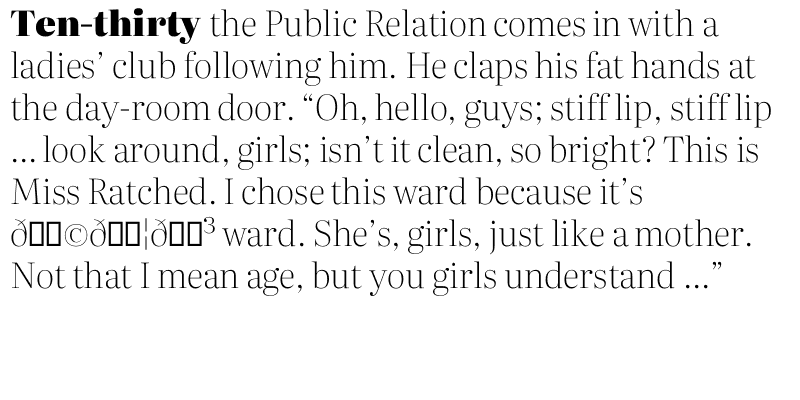 Ten-thirty the Public Relation comes in with a
ladies’ club following him. He claps his fat hands at
the day-room door. “Oh, hello, guys; stiff lip, stiff lip
… look around, girls; isn’t it clean, so bright? This is
Miss Ratched. I chose this ward because it’s
ð▯▯©ð▯▯¦ð▯▯³ ward. She’s, girls, just like a mother.
Not that I mean age, but you girls understand …”